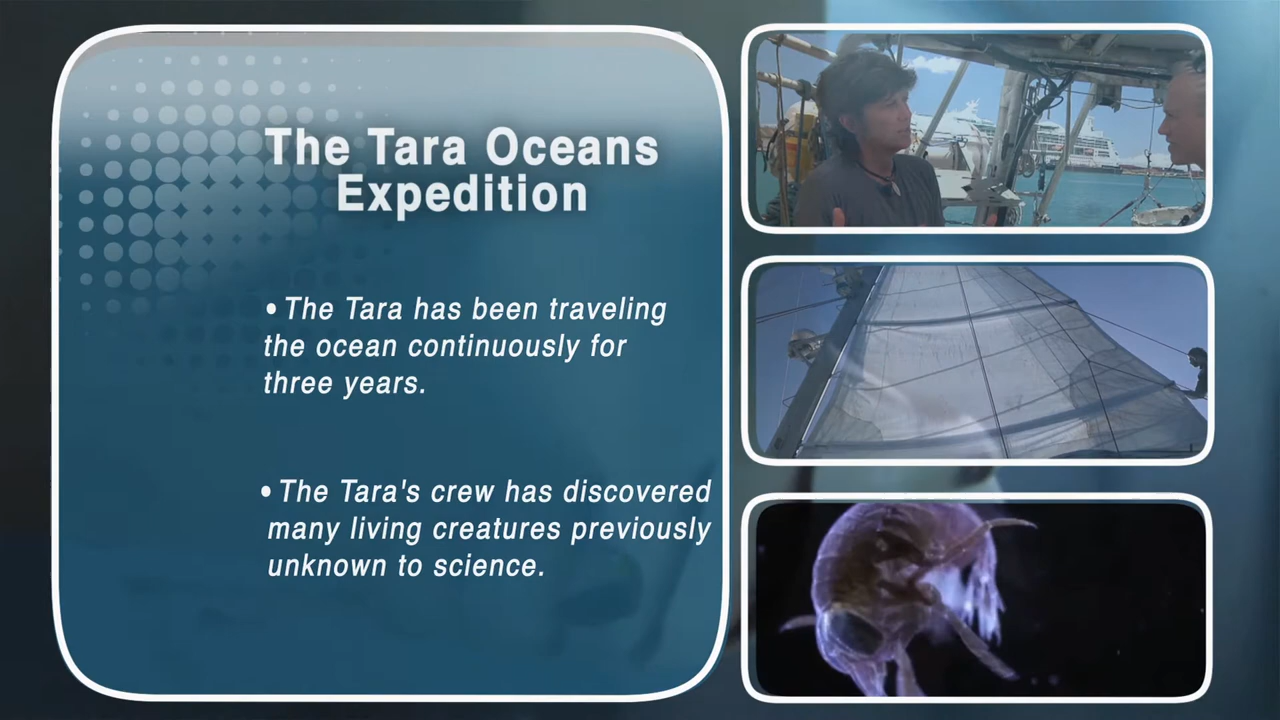 The Tara Oceans
Expedition
• The Tara has been traveling
the ocean continuously for
three years.
• The Tara's crew has discovered
many living creatures previously
unknown to science.